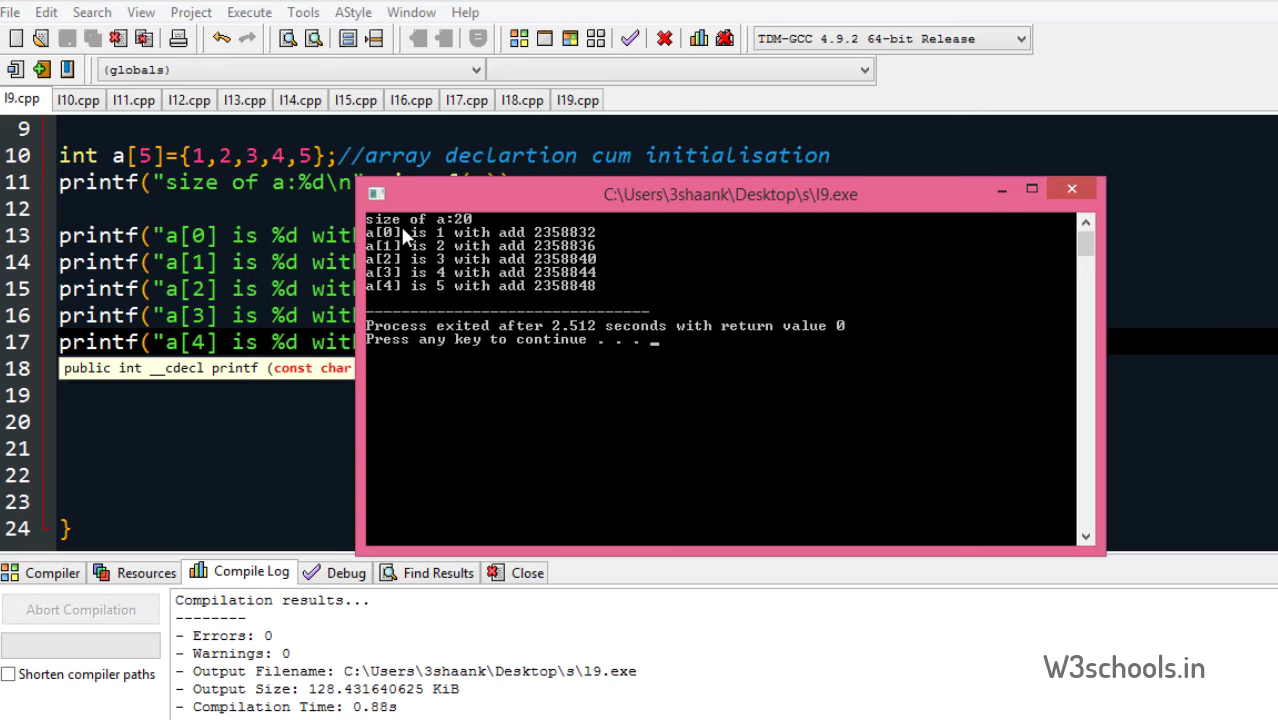 File Edit Search View Project Execute Tools AStyle Window Help
TDM-GCC 4.9.2 64-bit Release
(globals)
l9.cpp l10.cpp l11.cpp l12.cpp l13.cpp l14.cpp l15.cpp l16.cpp l17.cpp l18.cpp l19.cpp
9
10 int a[5]={1,2,3,4,5};//array declartion cum initialisation
11 printf("size of a:%d\n"
12
13 printf("a[0] is %d wit
14 printf("a[1] is %d wit
15 printf("a[2] is %d wit
16 printf("a[3] is %d wit
17 printf("a[4] is %d wit
18 public int __cdecl printf (const char
19
20
21
22
23
24 }
C:\Users\3shaank\Desktop\s\l9.exe
size of a:20
a[0] is 1 with add 2358832
a[1] is 2 with add 2358836
a[2] is 3 with add 2358840
a[3] is 4 with add 2358844
a[4] is 5 with add 2358848
--------------------------------
Process exited after 2.512 seconds with return value 0
Press any key to continue . . . _
Compiler Resources Compile Log Debug Find Results Close
Abort Compilation
Shorten compiler paths
Compilation results...
--------
- Errors: 0
- Warnings: 0
- Output Filename: C:\Users\3shaank\Desktop\s\l9.exe
- Output Size: 128.431640625 KiB
- Compilation Time: 0.88s
W3schools.in